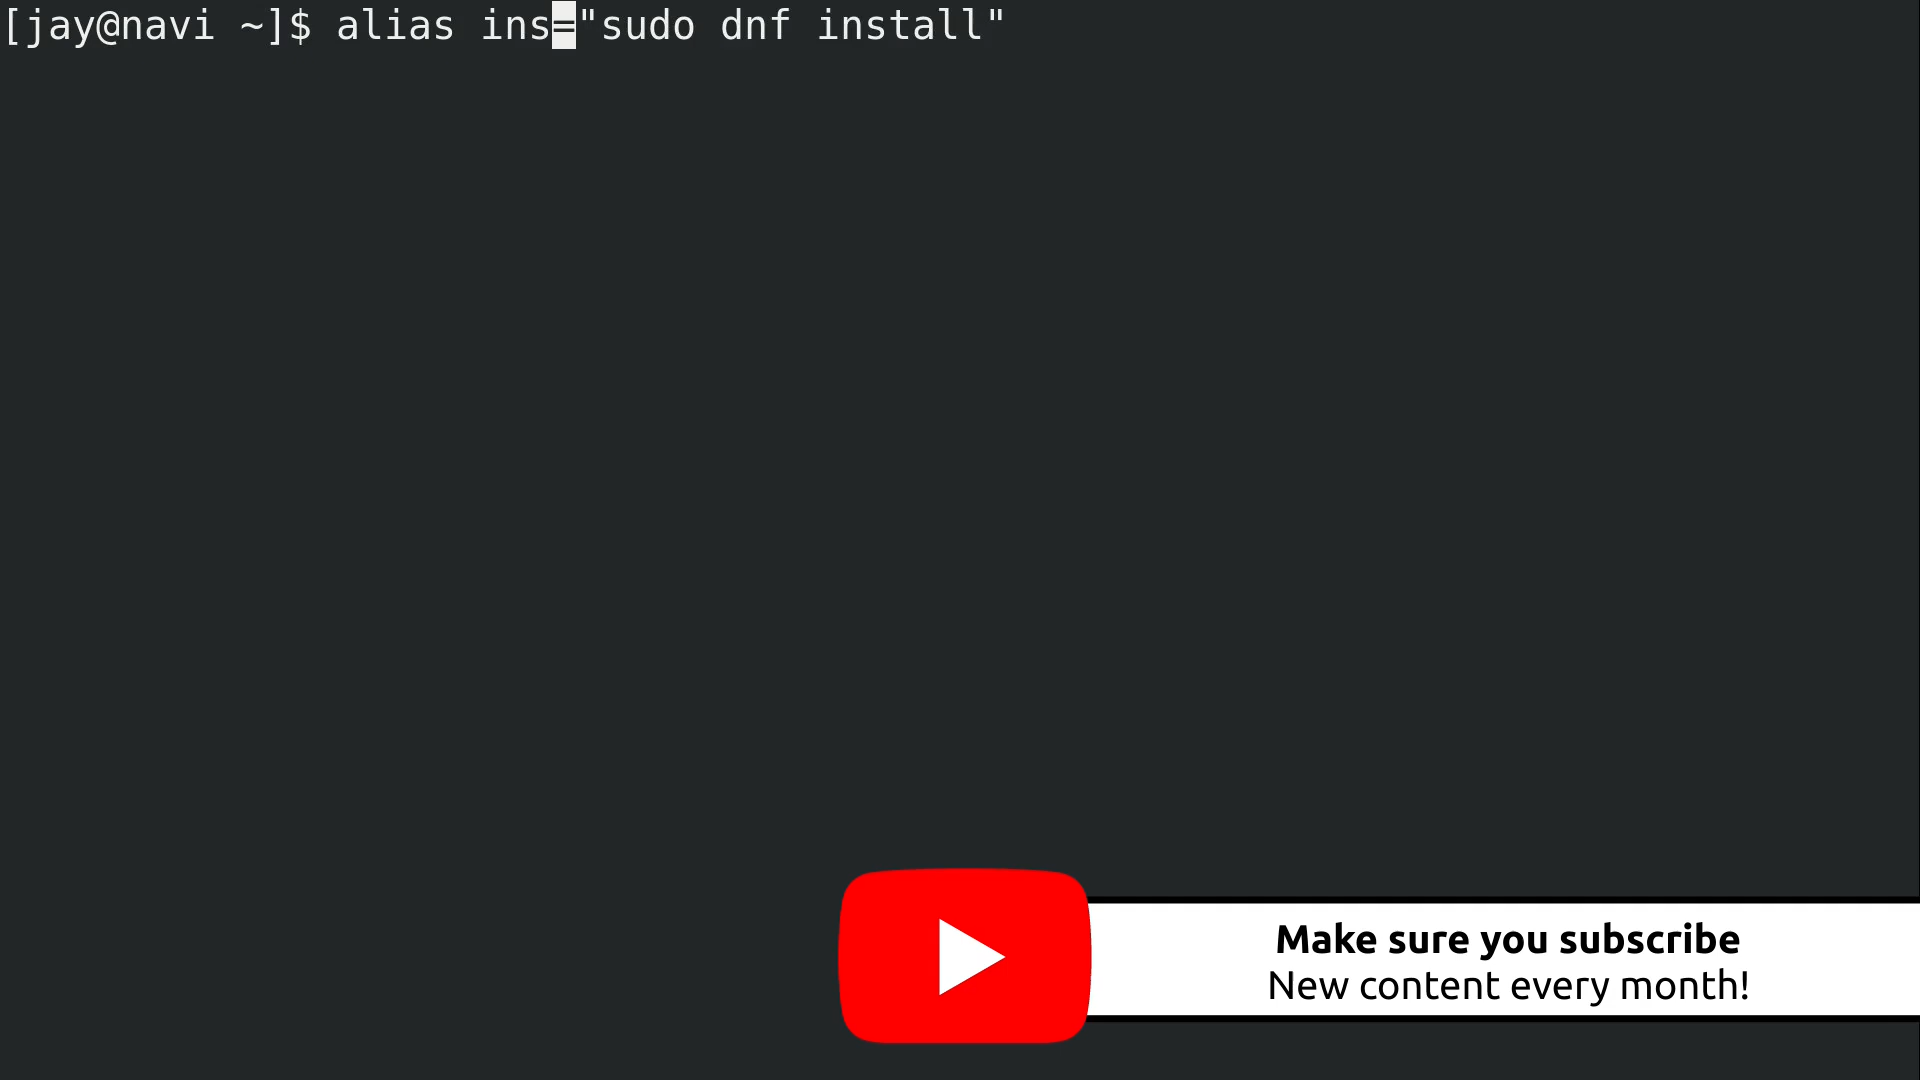 [jay@navi ~]$ alias ins="sudo dnf install"
Make sure you subscribe
New content every month!